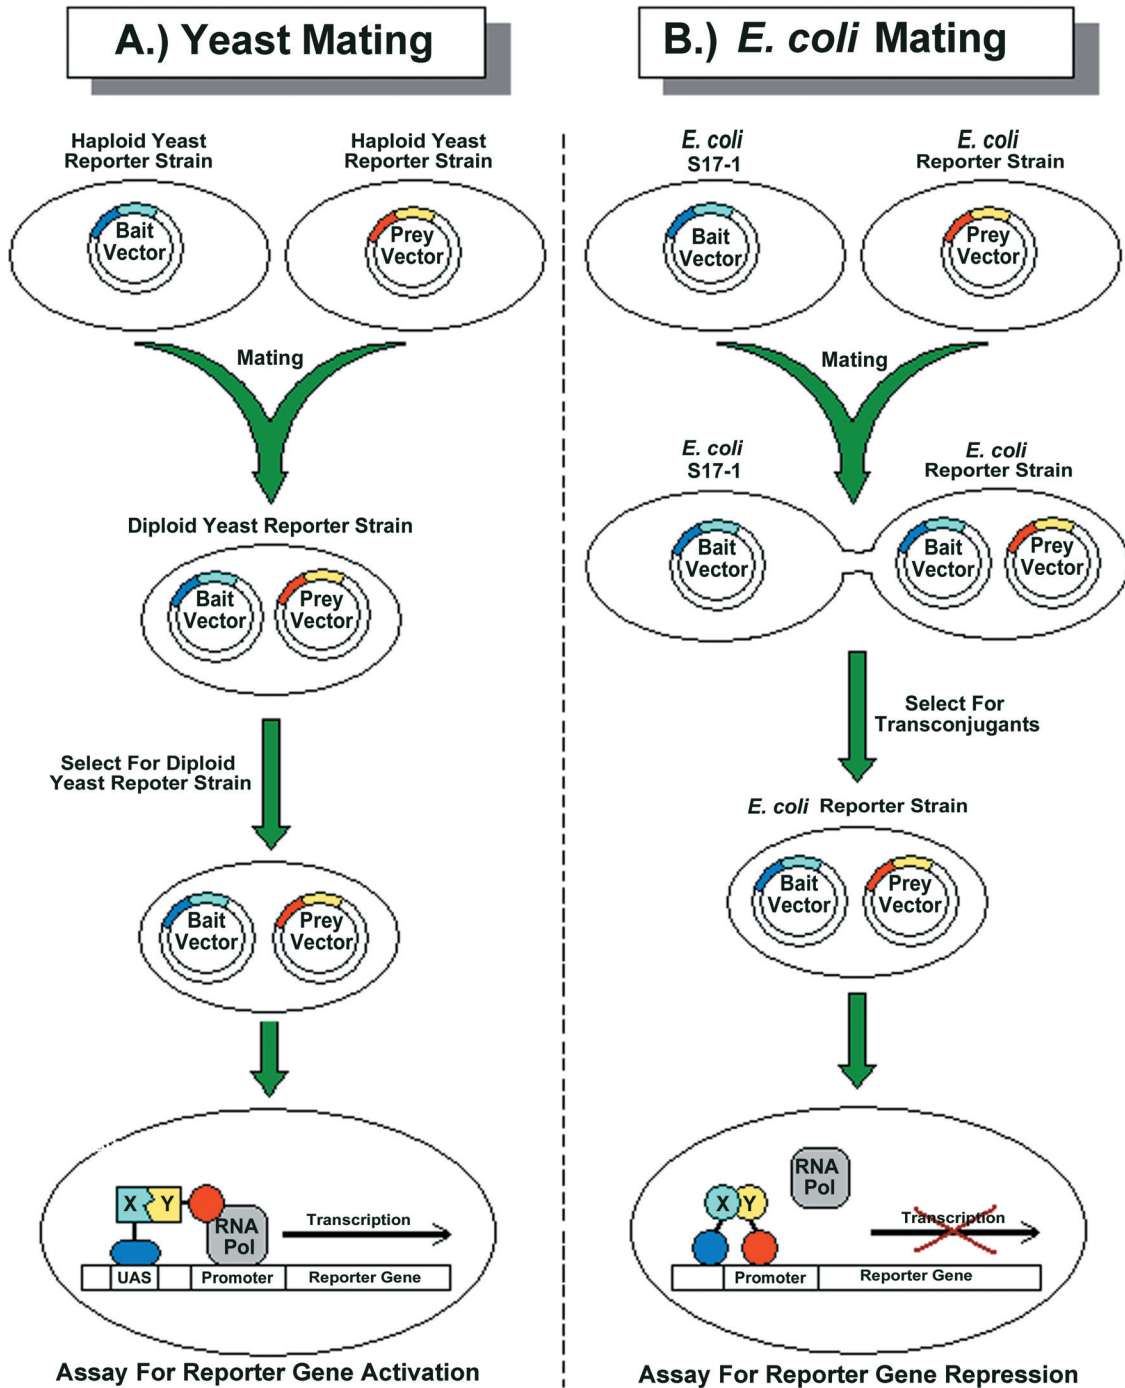 A.) Yeast Mating
Haploid Yeast
Reporter Strain
Haploid Yeast
Reporter Strain
Bait
Vector
Prey
Vector
Mating
Diploid Yeast Reporter Strain
Bait
Vector
Prey
Vector
Select For Diploid
Yeast Repoter Strain
Bait
Vector
Prey
Vector
X
Y
RNA
Pol
Transcription
UAS
Promoter
Reporter Gene
Assay For Reporter Gene Activation
B.) E. coli Mating
E. coli
S17-1
E. coli
Reporter Strain
Bait
Vector
Prey
Vector
Mating
E. coli
S17-1
E. coli
Reporter Strain
Bait
Vector
Bait
Vector
Prey
Vector
Select For
Transconjugants
E. coli Reporter Strain
Bait
Vector
Prey
Vector
RNA
Pol
X
Y
Transcription
Promoter
Reporter Gene
Assay For Reporter Gene Repression